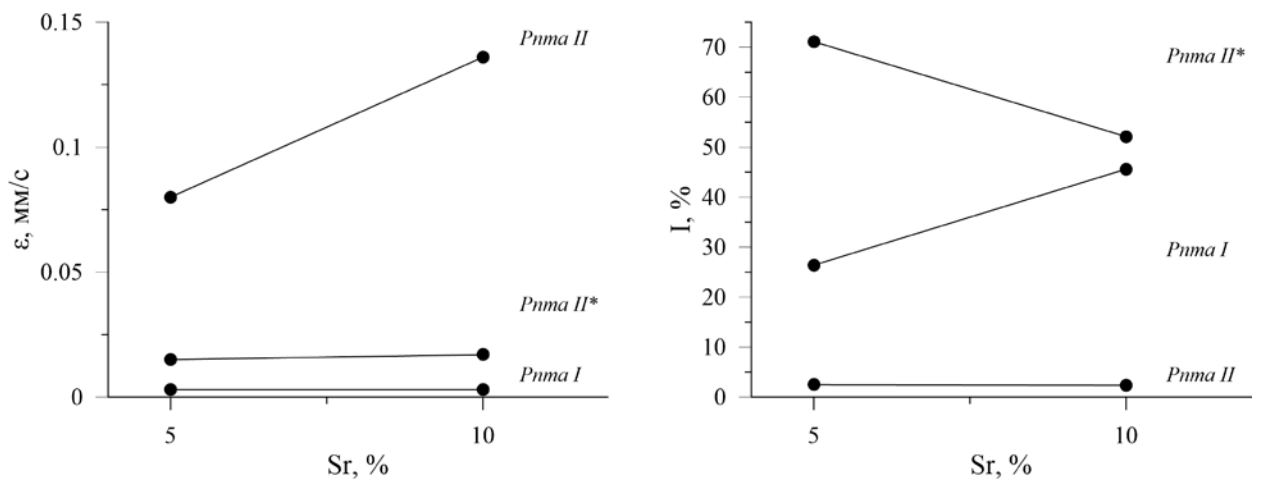 0.15
0.1
0.05
0
ε, мм/с
Pnma II
Pnma II*
Pnma I
5
10
Sr, %
70
60
50
40
30
20
10
0
I, %
Pnma II*
Pnma I
Pnma II
5
10
Sr, %